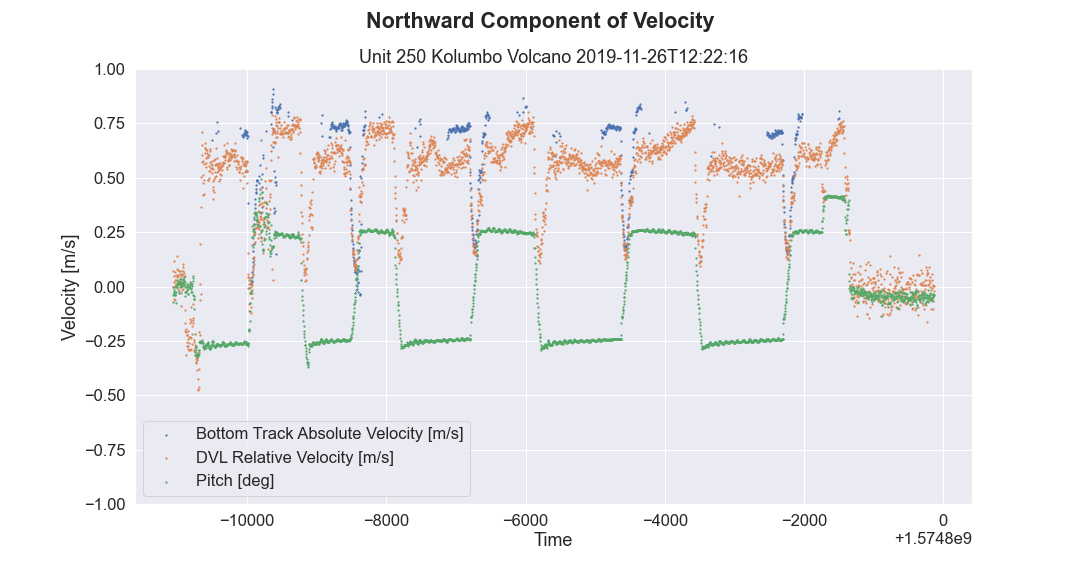 Northward Component of Velocity
Unit 250 Kolumbo Volcano 2019-11-26T12:22:16
1.00
0.75
0.50
0.25
0.00
−0.25
−0.50
−0.75
−1.00
Velocity [m/s]
Bottom Track Absolute Velocity [m/s]
DVL Relative Velocity [m/s]
Pitch [deg]
−10000 −8000 −6000 −4000 −2000 0
Time
+1.5748e9